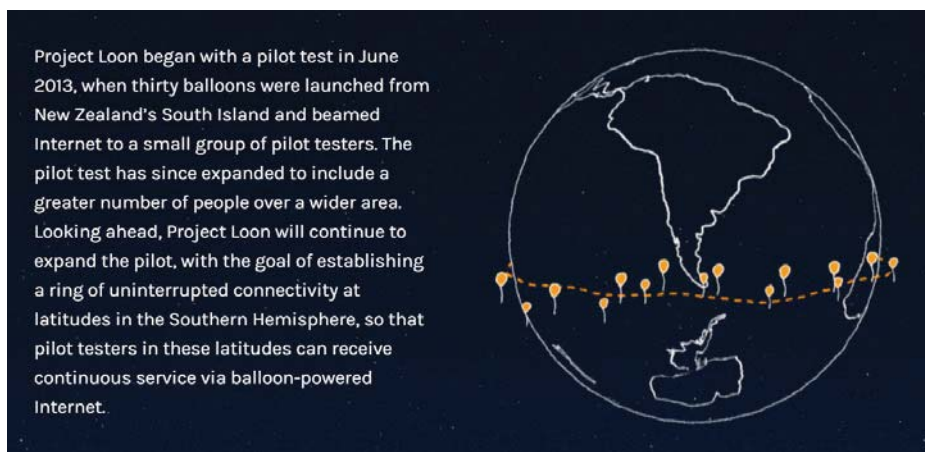 Project Loon began with a pilot test in June
2013, when thirty balloons were launched from
New Zealand's South Island and beamed
Internet to a small group of pilot testers. The
pilot test has since expanded to include a
greater number of people over a wider area.
Looking ahead, Project Loon will continue to
expand the pilot, with the goal of establishing
a ring of uninterrupted connectivity at
latitudes in the Southern Hemisphere, so that
pilot testers in these latitudes can receive
continuous service via balloon-powered
Internet.